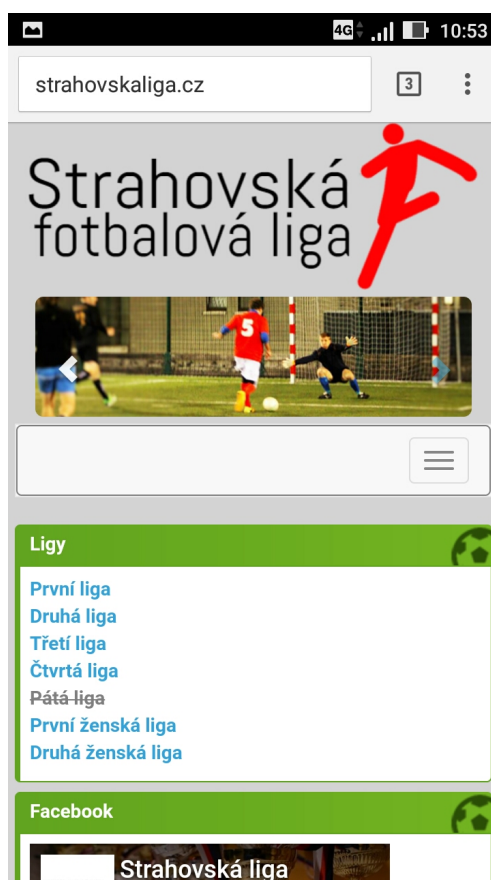 4G 10:53
strahovskaliga.cz 3
Strahovská
fotbalová liga
5
Ligy
První liga
Druhá liga
Třetí liga
Čtvrtá liga
Pátá liga
První ženská liga
Druhá ženská liga
Facebook
Strahovská liga